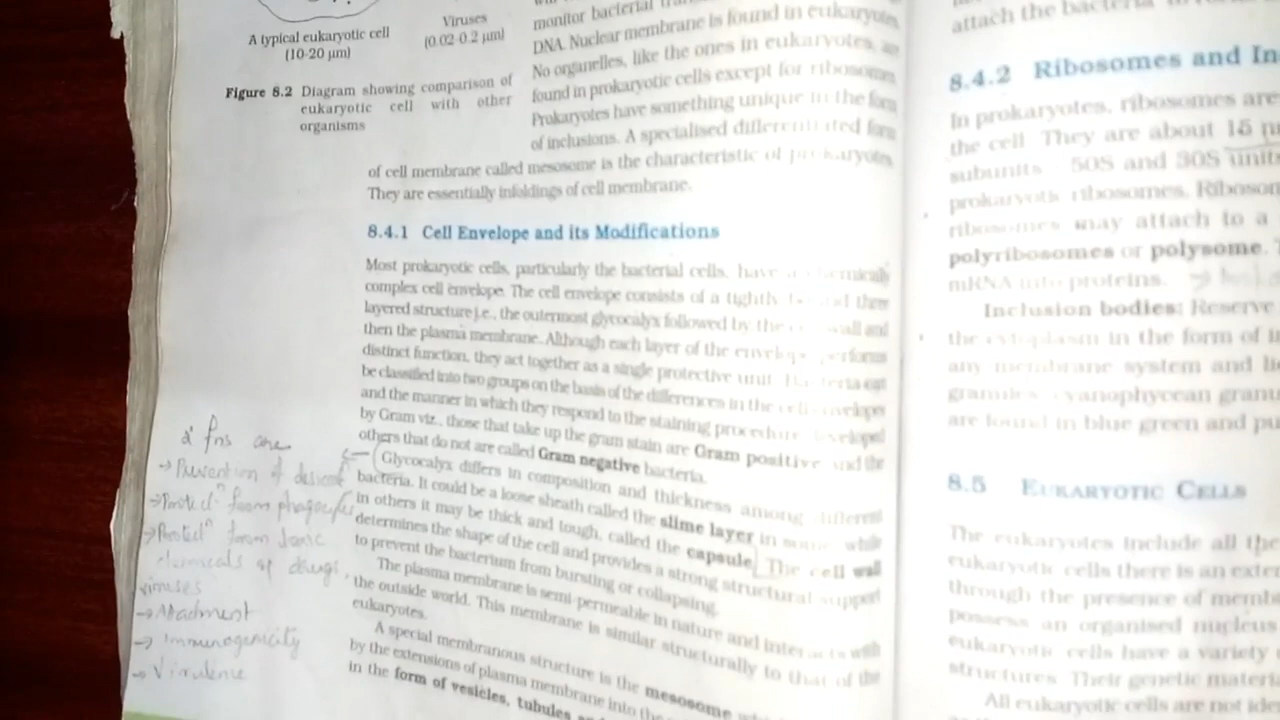 A typical eukaryotic cell
(10-20 µm)
Viruses
(0.02-0.2 µm)
Figure 8.2 Diagram showing comparison of
eukaryotic cell with other
organisms
monitor bacterial
DNA. Nuclear membrane is found in eukaryotes.
No organelles, like the ones in eukaryotes, are
found in prokaryotic cells except for ribosomes.
Prokaryotes have something unique in the form
of inclusions. A specialised differentiated form
of cell membrane called mesosome is the characteristic of prokaryotes.
They are essentially infoldings of cell membrane.
8.4.1 Cell Envelope and its Modifications
Most prokaryotic cells, particularly the bacterial cells, have a chemically
complex cell envelope. The cell envelope consists of a tightly bound three
layered structure i.e., the outermost glycocalyx followed by the cell wall and
then the plasma membrane. Although each layer of the envelope performs
distinct function, they act together as a single protective unit. Bacteria can
be classified into two groups on the basis of the differences in the cell envelopes
and the manner in which they respond to the staining procedure developed
by Gram viz., those that take up the gram stain are Gram positive and the
others that do not are called Gram negative bacteria.
Glycocalyx differs in composition and thickness among different
bacteria. It could be a loose sheath called the slime layer in some, while
in others it may be thick and tough, called the capsule. The cell wall
determines the shape of the cell and provides a strong structural support
to prevent the bacterium from bursting or collapsing.
The plasma membrane is semi-permeable in nature and interacts with
the outside world. This membrane is similar structurally to that of the
eukaryotes.
A special membranous structure is the mesosome
by the extensions of plasma membrane into the
in the form of vesicles, tubules
fns are
→ Prevention of
→ Protecⁿ from phagocytes
→ Protecⁿ from toxic
chemicals drugs,
viruses
→ Attachment
→ Immunogenicity
→ Virulence
attach the bacteria
8.4.2 Ribosomes and In
In prokaryotes, ribosomes are
the cell. They are about 15 n
subunits 50S and 30S units
prokaryotic ribosomes. Riboson
ribosomes may attach to a
polyribosomes or polysome.
mRNA into proteins.
Inclusion bodies: Reserve
the cytoplasm in the form of
any membrane system and
granules, cyanophycean granu
are found in blue green and pu
8.5 EUKARYOTIC CELLS
The eukaryotes include all the
eukaryotic cells there is an exten
through the presence of memb
possess an organised nucleus
eukaryotic cells have a variety
structures. Their genetic materia
All eukaryotic cells are not ide